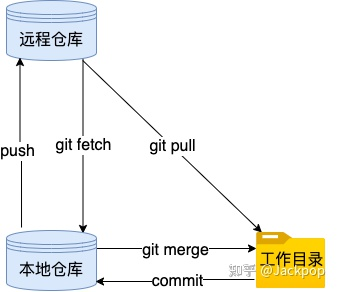 远程仓库
push
git fetch
git pull
本地仓库
git merge
工作目录
commit
知乎 @Jackpop